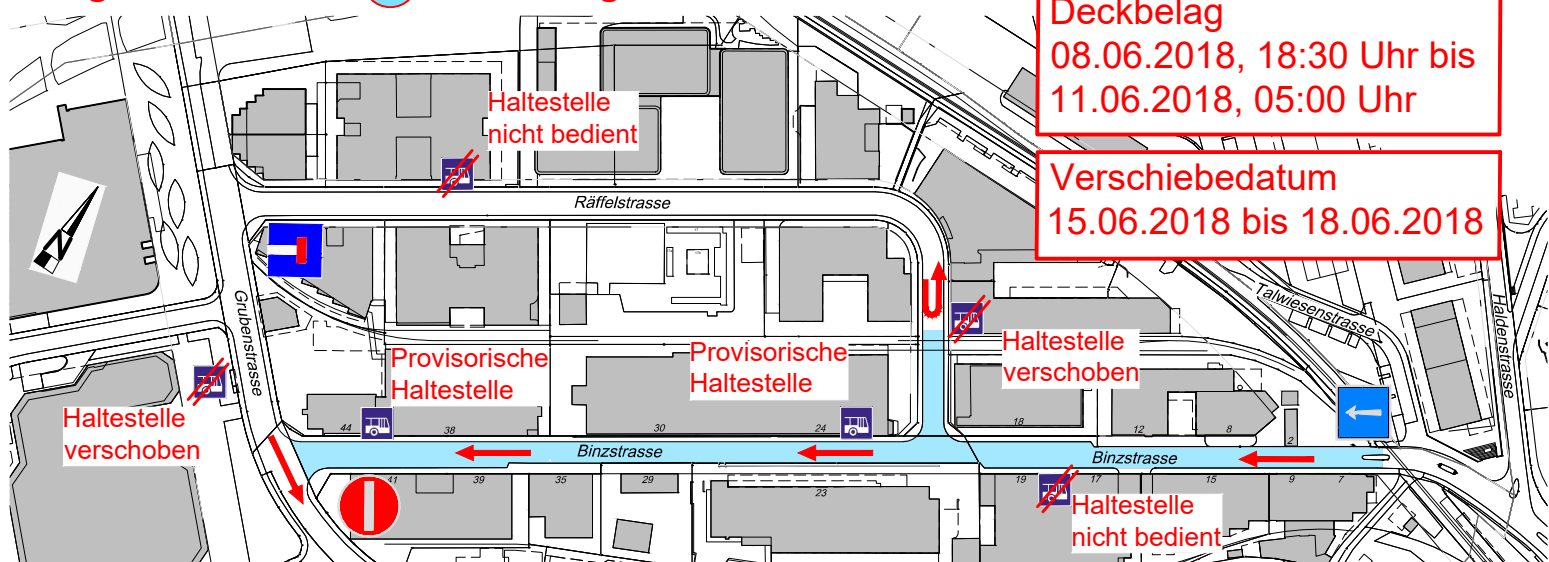 Deckbelag
08.06.2018, 18:30 Uhr bis
11.06.2018, 05:00 Uhr
Verschiebedatum
15.06.2018 bis 18.06.2018
Haltestelle
nicht bedient
Räffelstrasse
N
Grubenstrasse
Talwiesenstrasse
Haldenstrasse
Haltestelle
verschoben
Provisorische
Haltestelle
Provisorische
Haltestelle
Haltestelle
verschoben
44
38
30
24
18
12
8
2
Binzstrasse
Binzstrasse
41
39
35
29
23
19
17
15
9
7
Haltestelle
nicht bedient